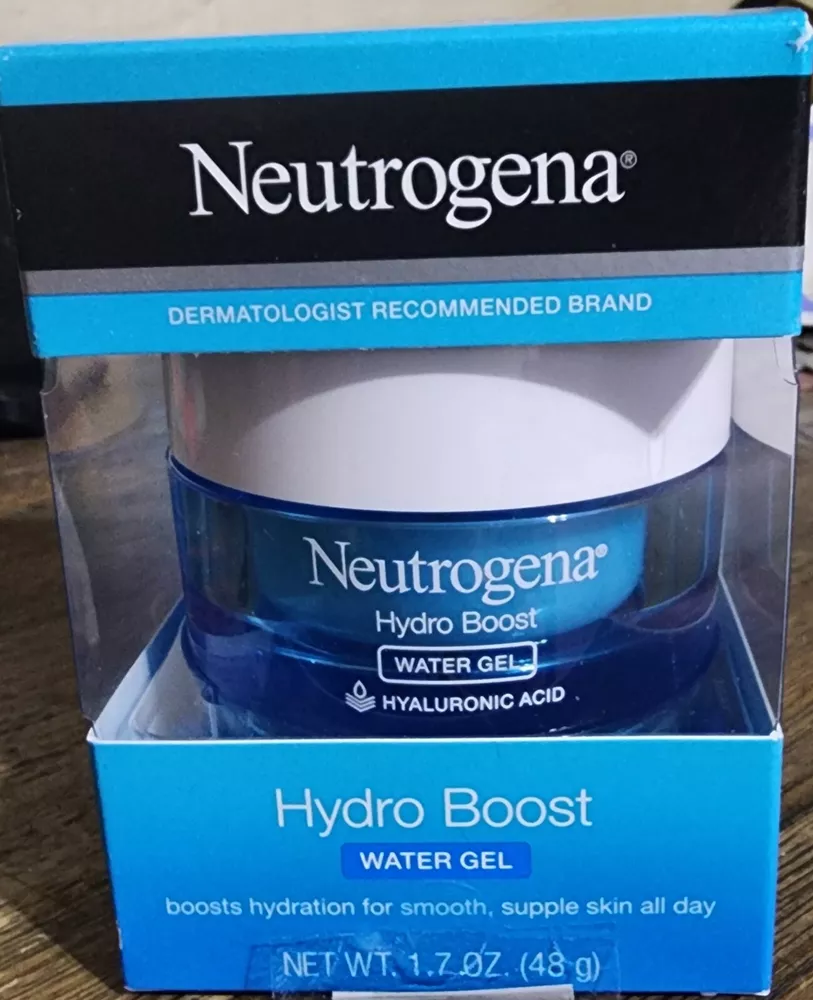 Neutrogena®
DERMATOLOGIST RECOMMENDED BRAND
Neutrogena®
Hydro Boost
WATER GEL
HYALURONIC ACID
Hydro Boost
WATER GEL
boosts hydration for smooth, supple skin all day
NET WT. 1.7 OZ. (48 g)